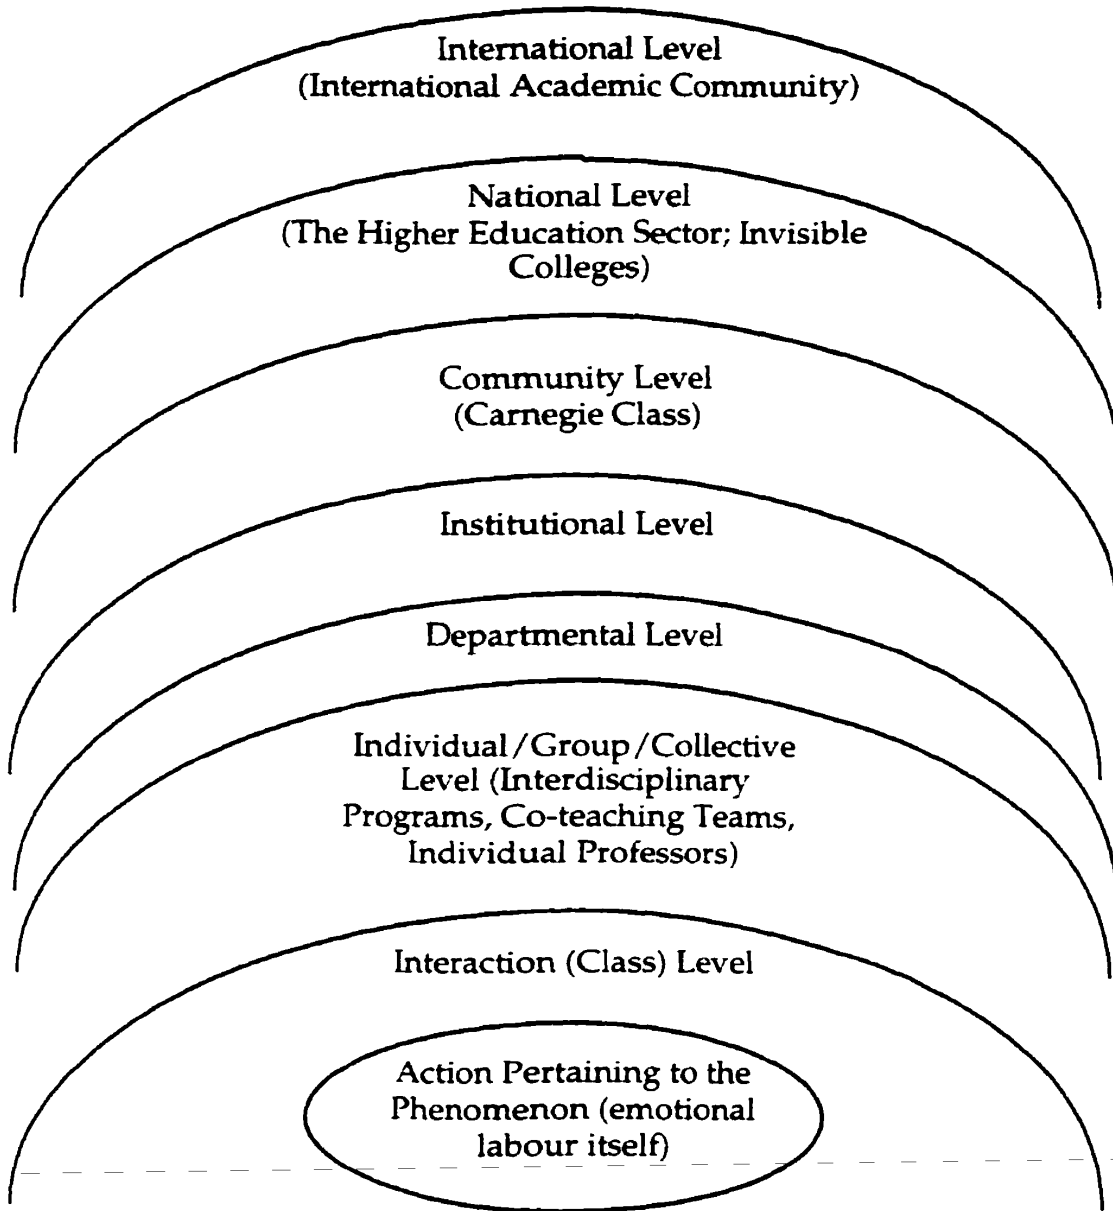 International Level
(International Academic Community)
National Level
(The Higher Education Sector; Invisible
Colleges)
Community Level
(Carnegie Class)
Institutional Level
Departmental Level
Individual/Group/Collective
Level (Interdisciplinary
Programs, Co-teaching Teams,
Individual Professors)
Interaction (Class) Level
Action Pertaining to the
Phenomenon (emotional
labour itself)